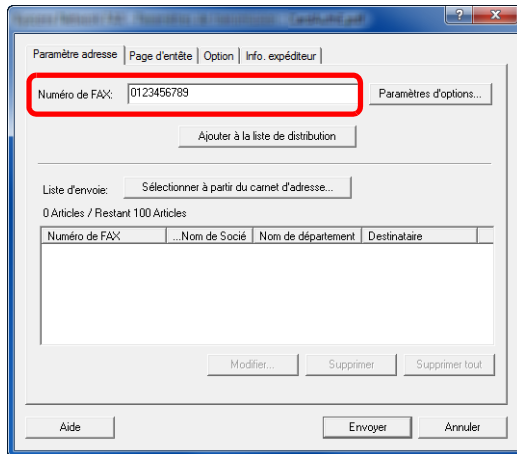 Paramètre adresse Page d'entête Option Info. expéditeur
Numéro de FAX: 0123456789 Paramètres d'options...
Ajouter à la liste de distribution
Liste d'envoie: Sélectionner à partir du carnet d'adresse...
0 Articles / Restant 100 Articles
Numéro de FAX ...Nom de Socié Nom de département Destinataire
Modifier... Supprimer Supprimer tout
Aide Envoyer Annuler